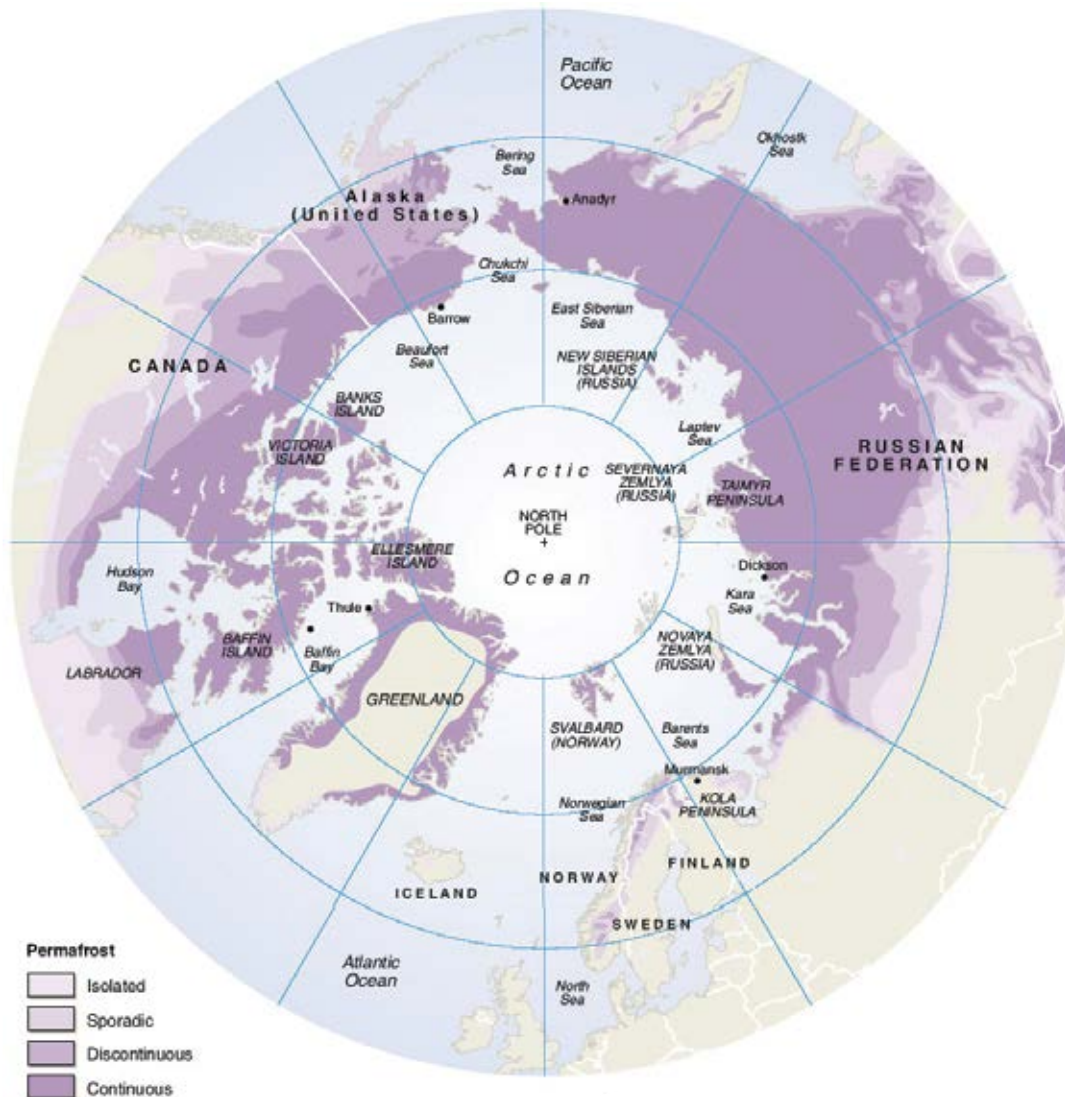 Pacific
Ocean
Okhostk
Sea
Bering
Sea
Alaska
(United States)
Anadyr
Chukchi
Sea
Barrow
Beaufort
Sea
East Siberian
Sea
NEW SIBERIAN
ISLANDS
(RUSSIA)
CANADA
BANKS
ISLAND
VICTORIA
ISLAND
Laptev
Sea
RUSSIAN
FEDERATION
Arctic
SEVERNAYA
ZEMLYA
(RUSSIA)
TAIMYR
PENINSULA
NORTH
POLE
Ocean
ELLESMERE
ISLAND
Hudson
Bay
Dickson
Kara
Sea
Thule
BAFFIN
ISLAND
Baffin
Bay
NOVAYA
ZEMLYA
(RUSSIA)
LABRADOR
GREENLAND
SVALBARD
(NORWAY)
Barents
Sea
Murmansk
KOLA
PENINSULA
Norwegian
Sea
FINLAND
NORWAY
ICELAND
SWEDEN
Atlantic
Ocean
North
Sea
Permafrost
Isolated
Sporadic
Discontinuous
Continuous